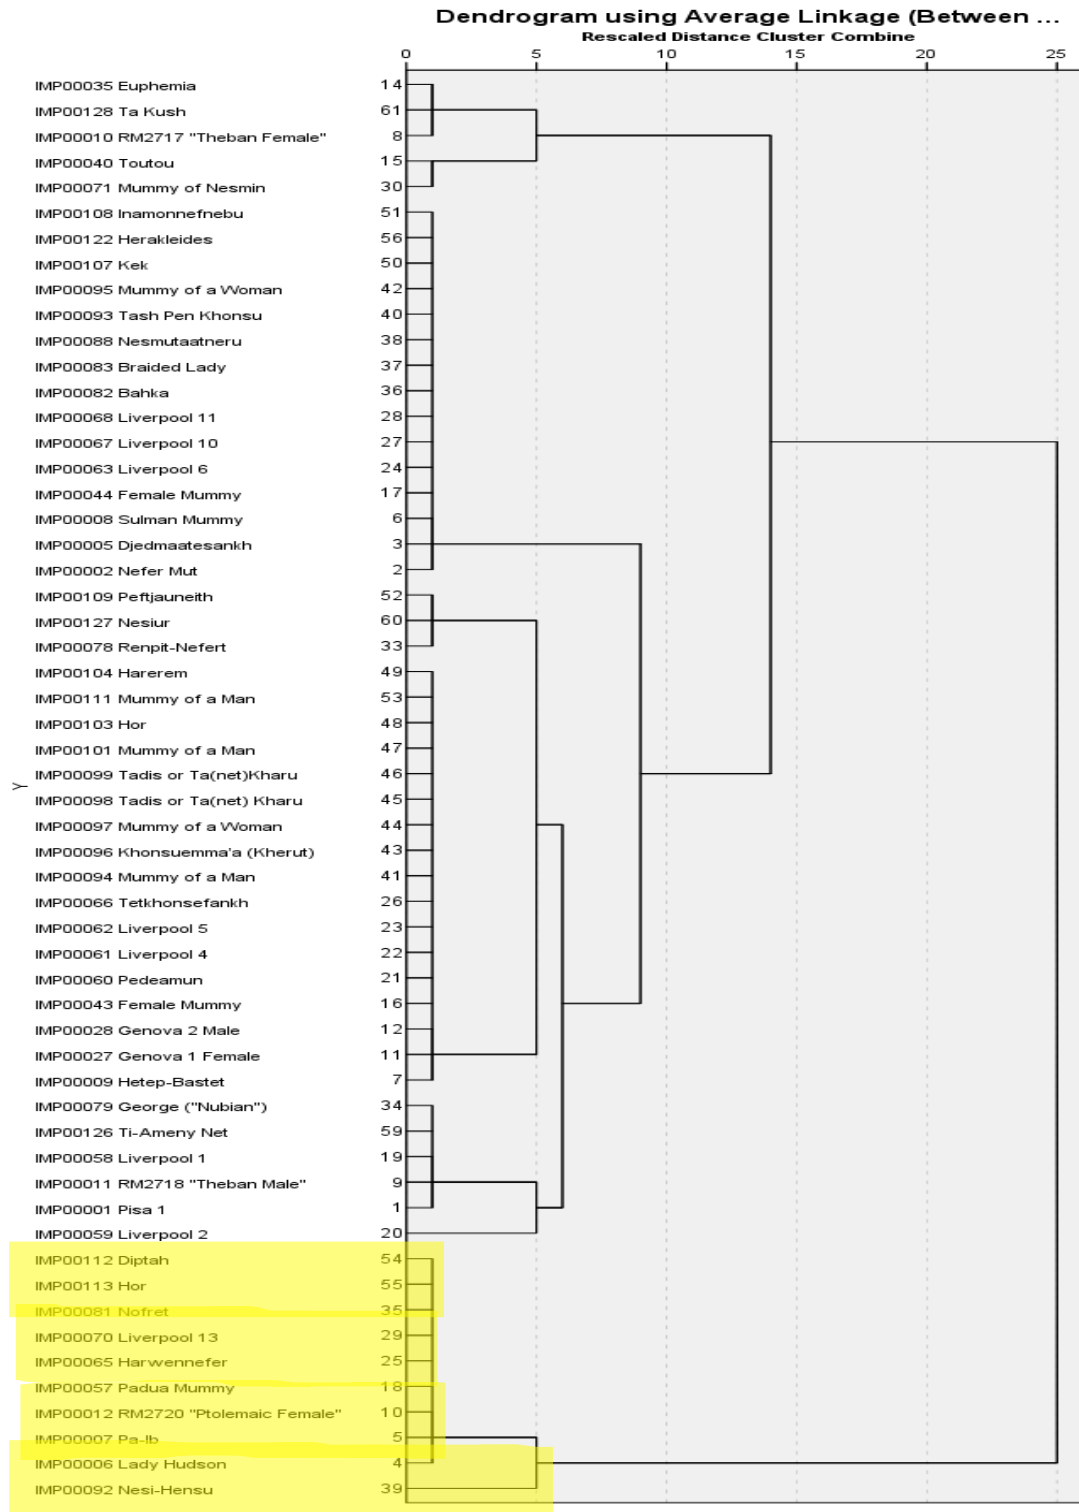 Dendrogram using Average Linkage (Between ...
Rescaled Distance Cluster Combine
0 5 10 15 20 25
IMP00035 Euphemia 14
IMP00128 Ta Kush 61
IMP00010 RM2717 "Theban Female" 8
IMP00040 Toutou 15
IMP00071 Mummy of Nesmin 30
IMP00108 Inamonnefnebu 51
IMP00122 Herakleides 56
IMP00107 Kek 50
IMP00095 Mummy of a Woman 42
IMP00093 Tash Pen Khonsu 40
IMP00088 Nesmutaatneru 38
IMP00083 Braided Lady 37
IMP00082 Bahka 36
IMP00068 Liverpool 11 28
IMP00067 Liverpool 10 27
IMP00063 Liverpool 6 24
IMP00044 Female Mummy 17
IMP00008 Sulman Mummy 6
IMP00005 Djedmaatesankh 3
IMP00002 Nefer Mut 2
IMP00109 Peftjauneith 52
IMP00127 Nesiur 60
IMP00078 Renpit-Nefert 33
IMP00104 Harerem 49
IMP00111 Mummy of a Man 53
IMP00103 Hor 48
IMP00101 Mummy of a Man 47
IMP00099 Tadis or Ta(net)Kharu 46
Y
IMP00098 Tadis or Ta(net) Kharu 45
IMP00097 Mummy of a Woman 44
IMP00096 Khonsuemma'a (Kherut) 43
IMP00094 Mummy of a Man 41
IMP00066 Tetkhonsefankh 26
IMP00062 Liverpool 5 23
IMP00061 Liverpool 4 22
IMP00060 Pedeamun 21
IMP00043 Female Mummy 16
IMP00028 Genova 2 Male 12
IMP00027 Genova 1 Female 11
IMP00009 Hetep-Bastet 7
IMP00079 George ("Nubian") 34
IMP00126 Ti-Ameny Net 59
IMP00058 Liverpool 1 19
IMP00011 RM2718 "Theban Male" 9
IMP00001 Pisa 1 1
IMP00059 Liverpool 2 20
IMP00112 Diptah 54
IMP00113 Hor 55
IMP00081 Nofret 35
IMP00070 Liverpool 13 29
IMP00065 Harwennefer 25
IMP00057 Padua Mummy 18
IMP00012 RM2720 "Ptolemaic Female" 10
IMP00007 Pa-Ib 5
IMP00006 Lady Hudson 4
IMP00092 Nesi-Hensu 39